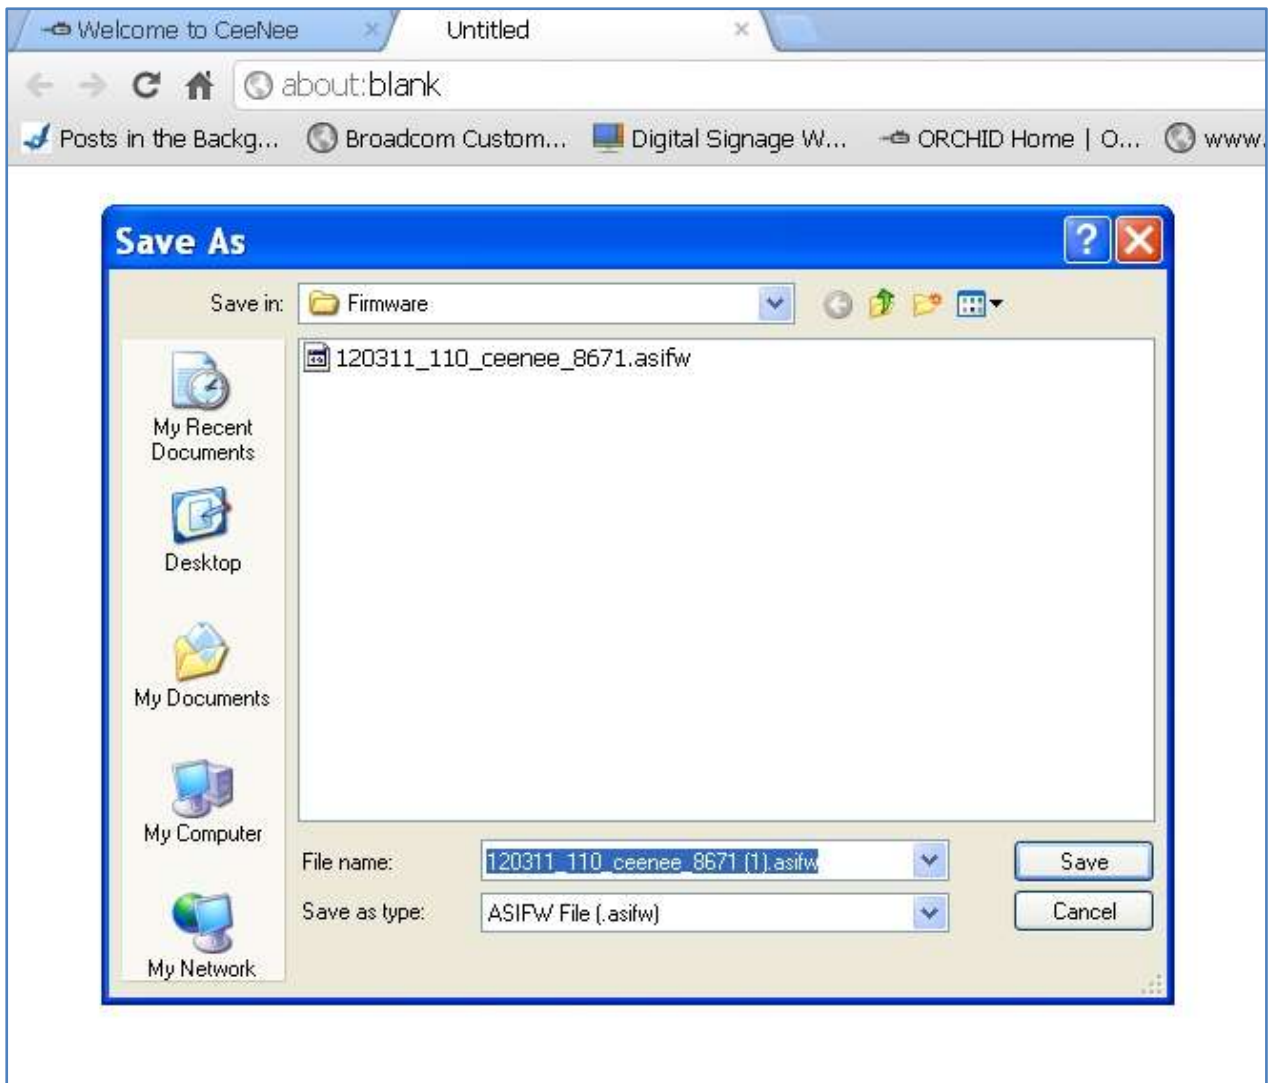 Welcome to CeeNee Untitled
about:blank
Posts in the Backg... Broadcom Custom... Digital Signage W... ORCHID Home | O... www.
Save As
Save in: Firmware
120311_110_ceenee_8671.asifw
My Recent
Documents
Desktop
My Documents
My Computer
My Network
File name: 120311_110_ceenee_8671 (1).asifw Save
Save as type: ASIFW File (.asifw) Cancel